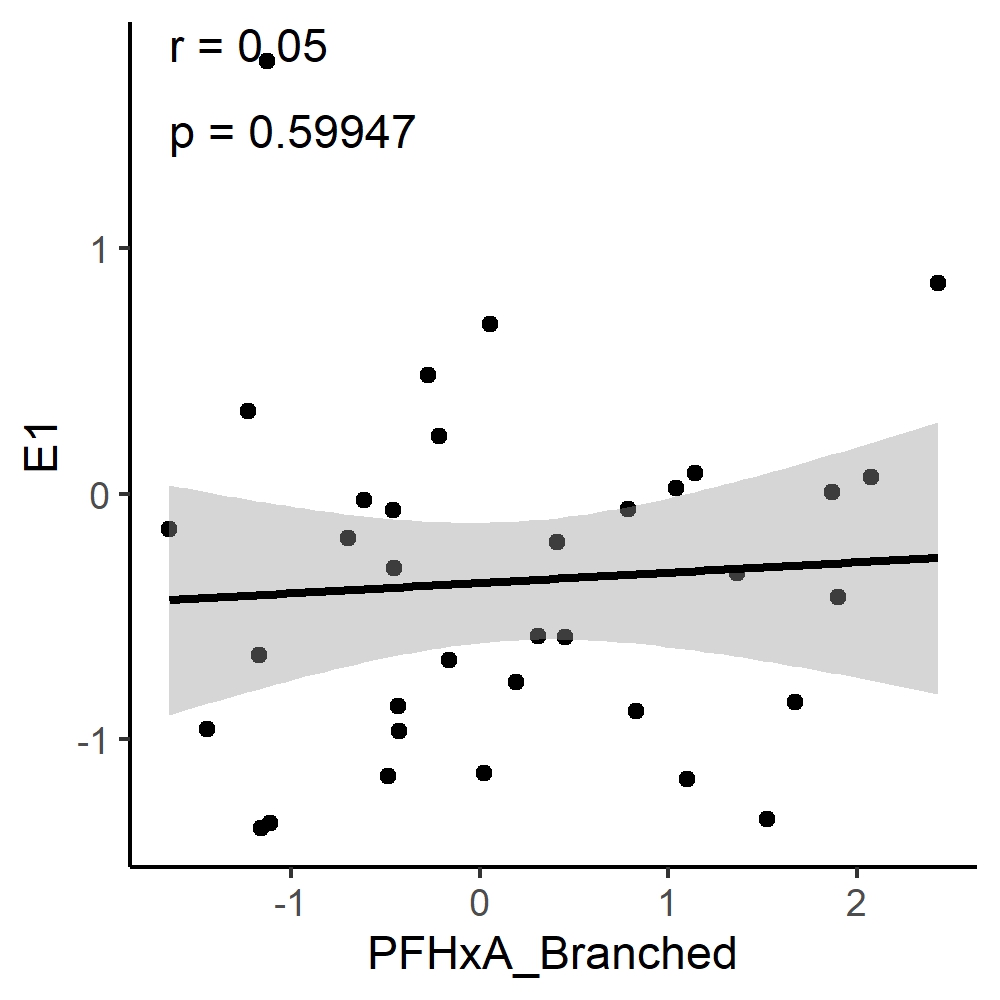 r = 0.05
p = 0.59947
1
0
-1
E1
-1 0 1 2
PFHxA_Branched